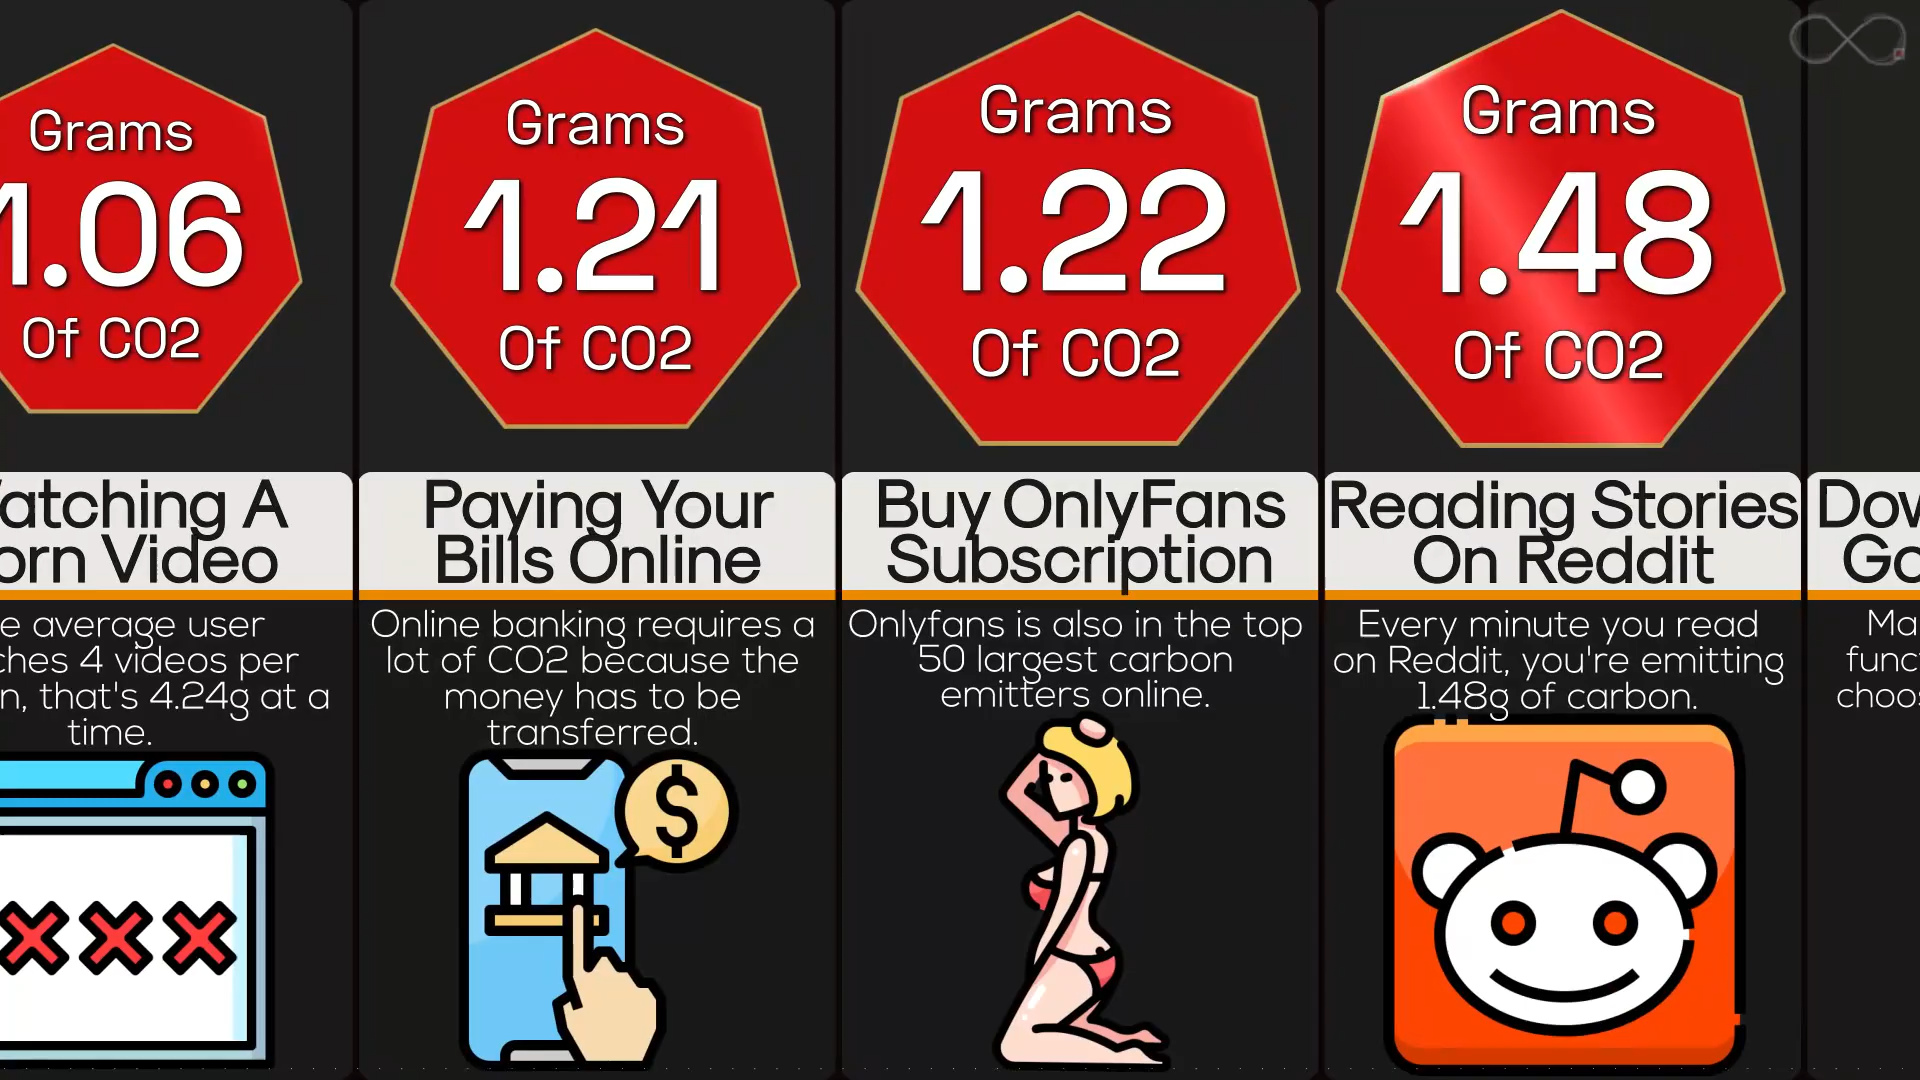 Grams
1.06
Of CO2
atching A
orn Video
e average user
ches 4 videos per
n, that's 4.24g at a
time.
Grams
1.21
Of CO2
Paying Your
Bills Online
Online banking requires a
lot of CO2 because the
money has to be
transferred.
$
Grams
1.22
Of CO2
Buy OnlyFans
Subscription
Onlyfans is also in the top
50 largest carbon
emitters online.
Grams
1.48
Of CO2
Reading Stories
On Reddit
Every minute you read
on Reddit, you're emitting
1.48g of carbon.
Dow
Go
Ma
func
choos